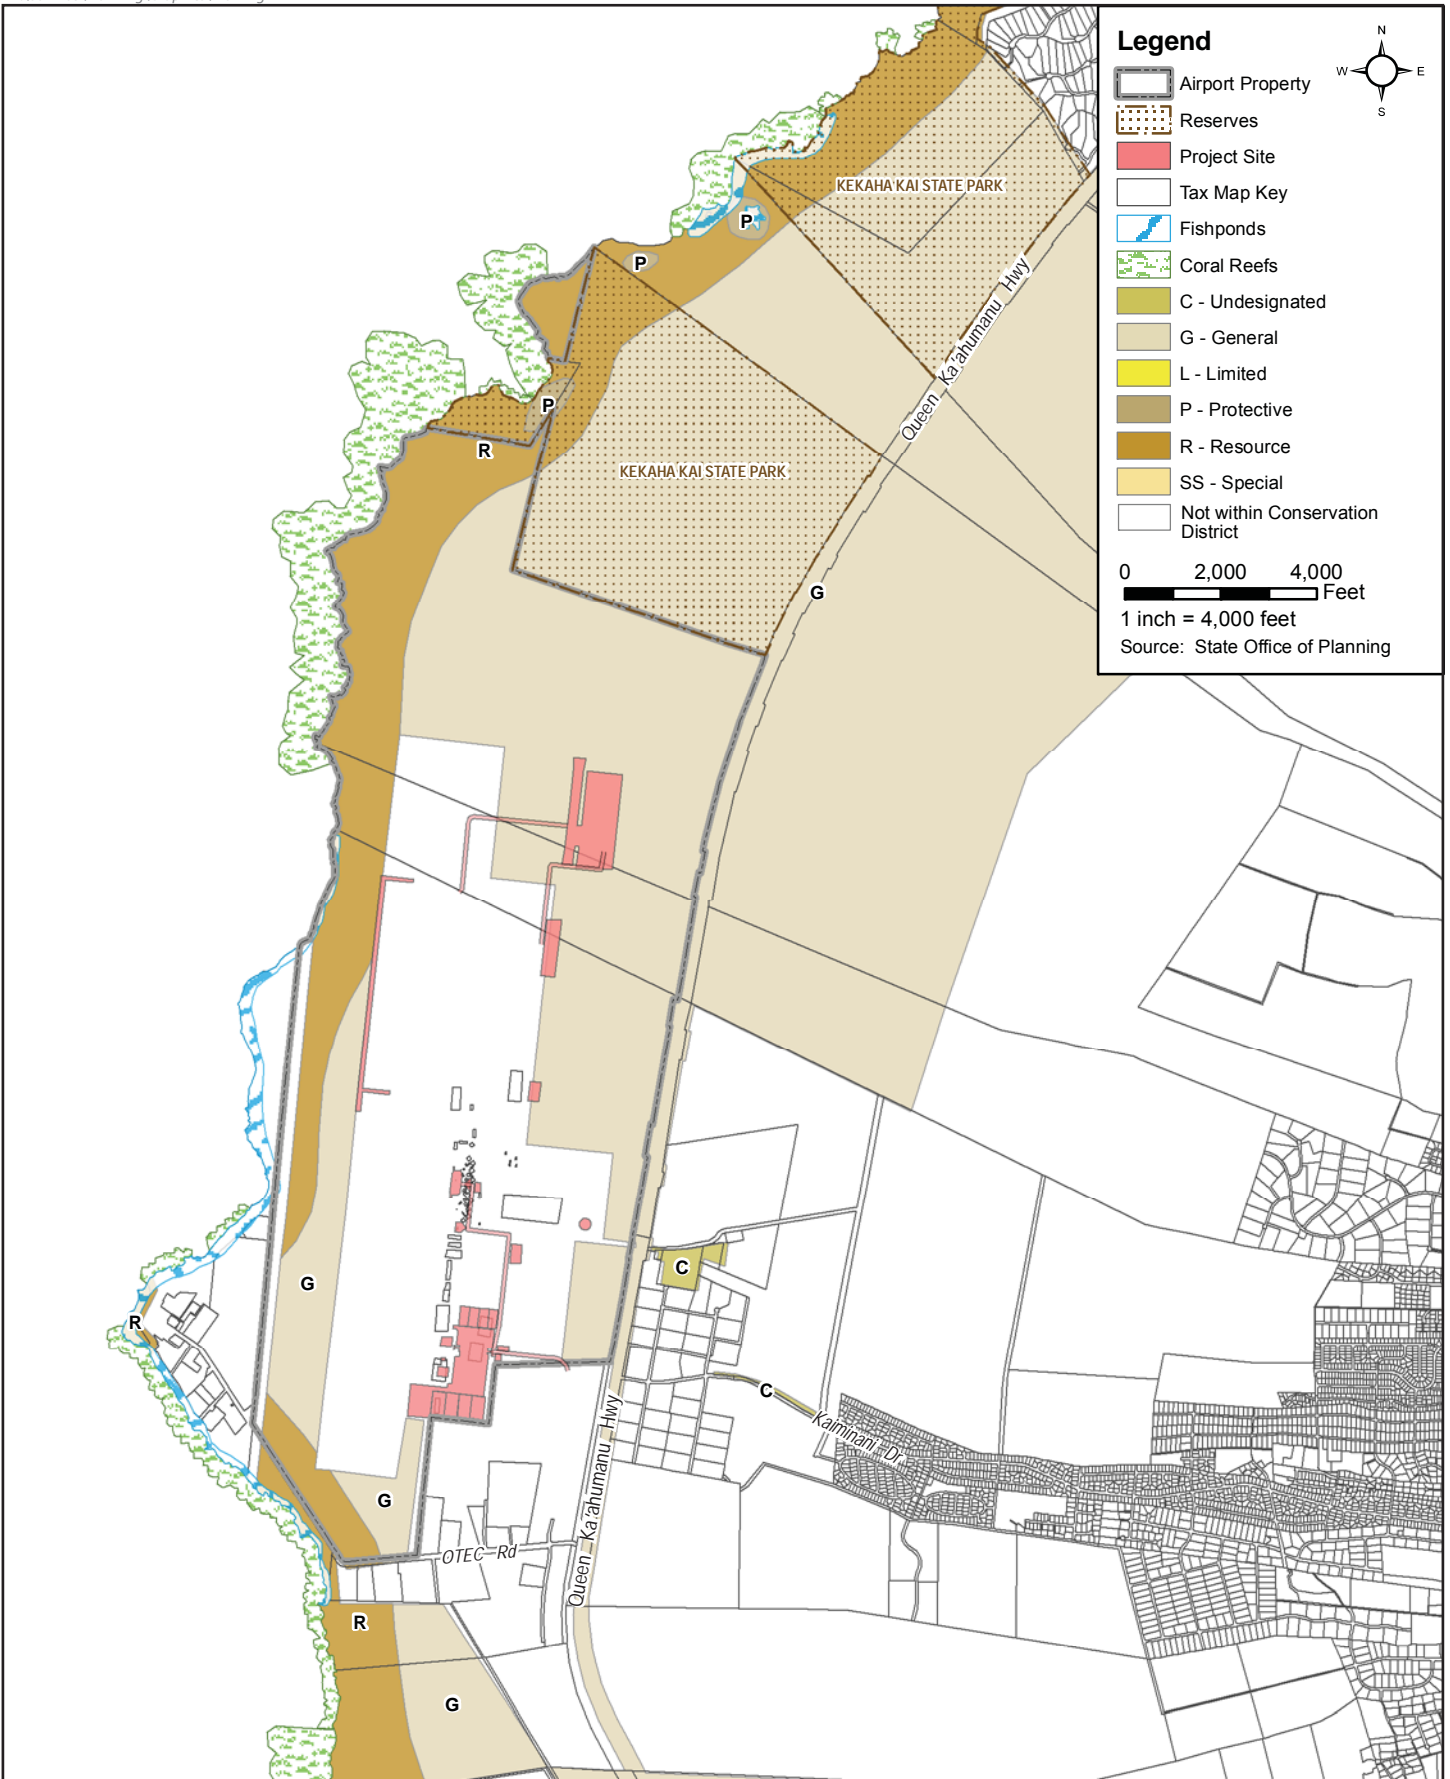 Legend
N
W
E
S
Airport Property
Reserves
Project Site
Tax Map Key
Fishponds
Coral Reefs
C - Undesignated
G - General
L - Limited
P - Protective
R - Resource
SS - Special
Not within Conservation
District
0 2,000 4,000
Feet
1 inch = 4,000 feet
Source: State Office of Planning
KEKAHA KAI STATE PARK
P
P
Queen Ka'ahumanu Hwy
P
R
KEKAHA KAI STATE PARK
G
C
G
R
C
Kaiminani Dr
Queen Ka'ahumanu Hwy
G
OTEC Rd
R
G